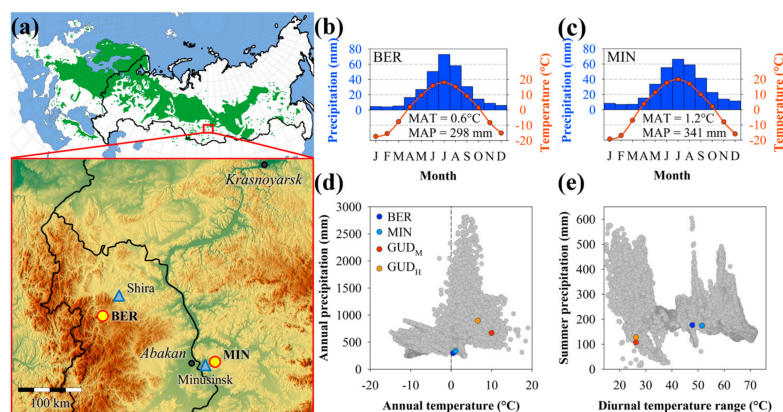 (a)
Krasnoyarsk
Shira
BER
Abakan
MIN
Minusinsk
100 km
(b)
BER
Precipitation (mm)
80
60
40
20
0
Temperature (°C)
20
10
0
-10
-20
MAT = 0.6°C
MAP = 298 mm
J F M A M J J A S O N D
Month
(c)
MIN
Precipitation (mm)
80
60
40
20
0
Temperature (°C)
20
10
0
-10
-20
MAT = 1.2°C
MAP = 341 mm
J F M A M J J A S O N D
Month
(d)
Annual precipitation (mm)
3000
2500
2000
1500
1000
500
0
BER
MIN
GUD_M
GUD_H
-20 -10 0 10 20
Annual temperature (°C)
(e)
Summer precipitation (mm)
600
500
400
300
200
100
0
20 30 40 50 60 70
Diurnal temperature range (°C)